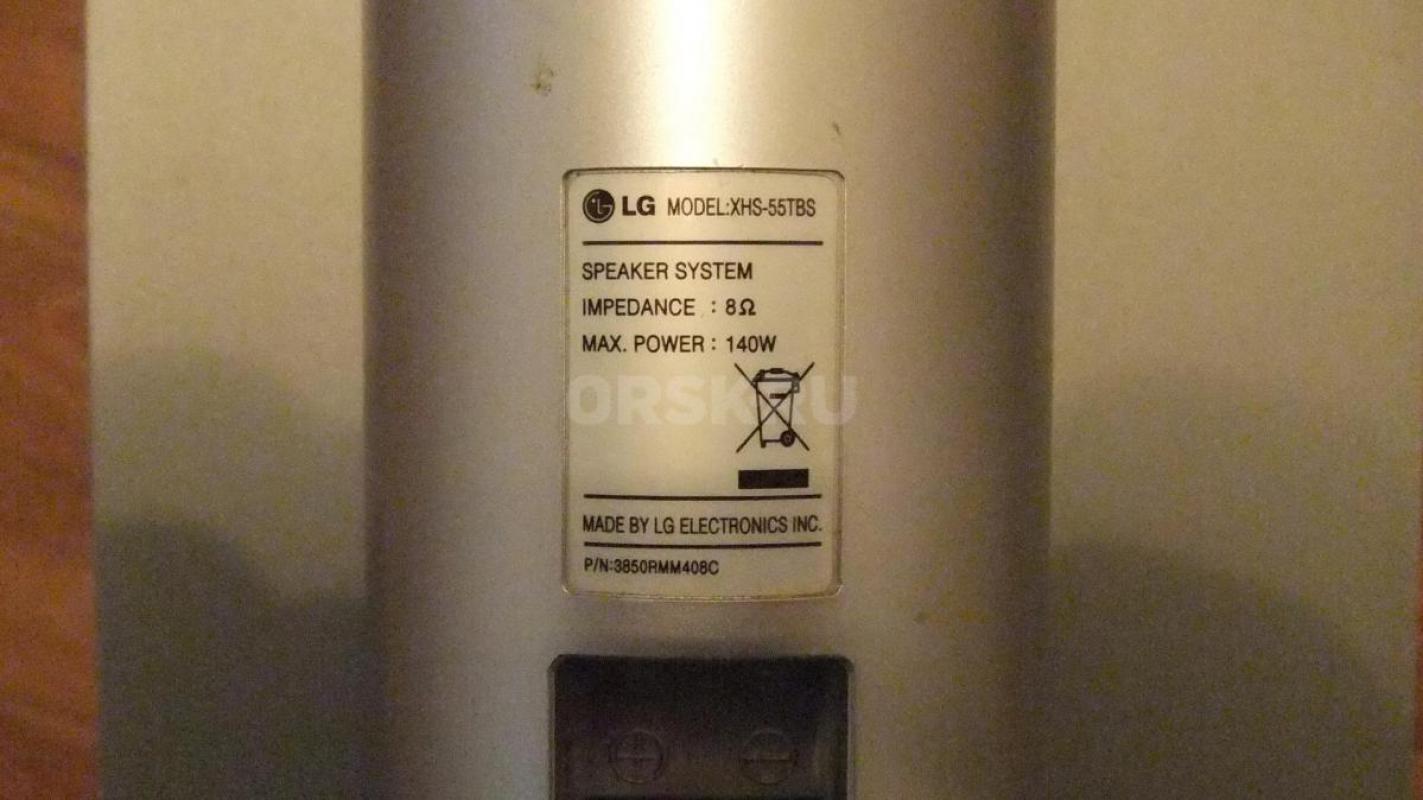 LG MODEL:XHS-55TBS
SPEAKER SYSTEM
IMPEDANCE : 8Ω
MAX. POWER : 140W
ORSK.RU
MADE BY LG ELECTRONICS INC.
P/N:3850RMM408C
+ −